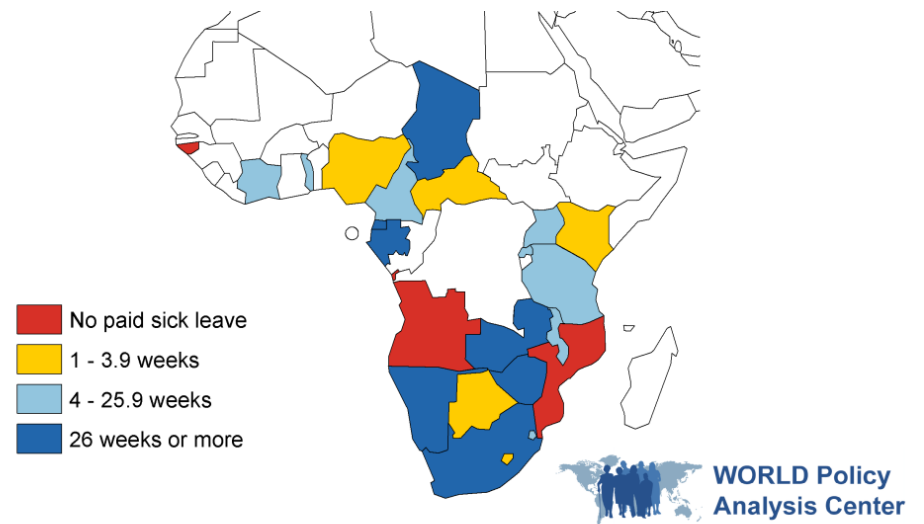 No paid sick leave
1 - 3.9 weeks
4 - 25.9 weeks
26 weeks or more
WORLD Policy
Analysis Center